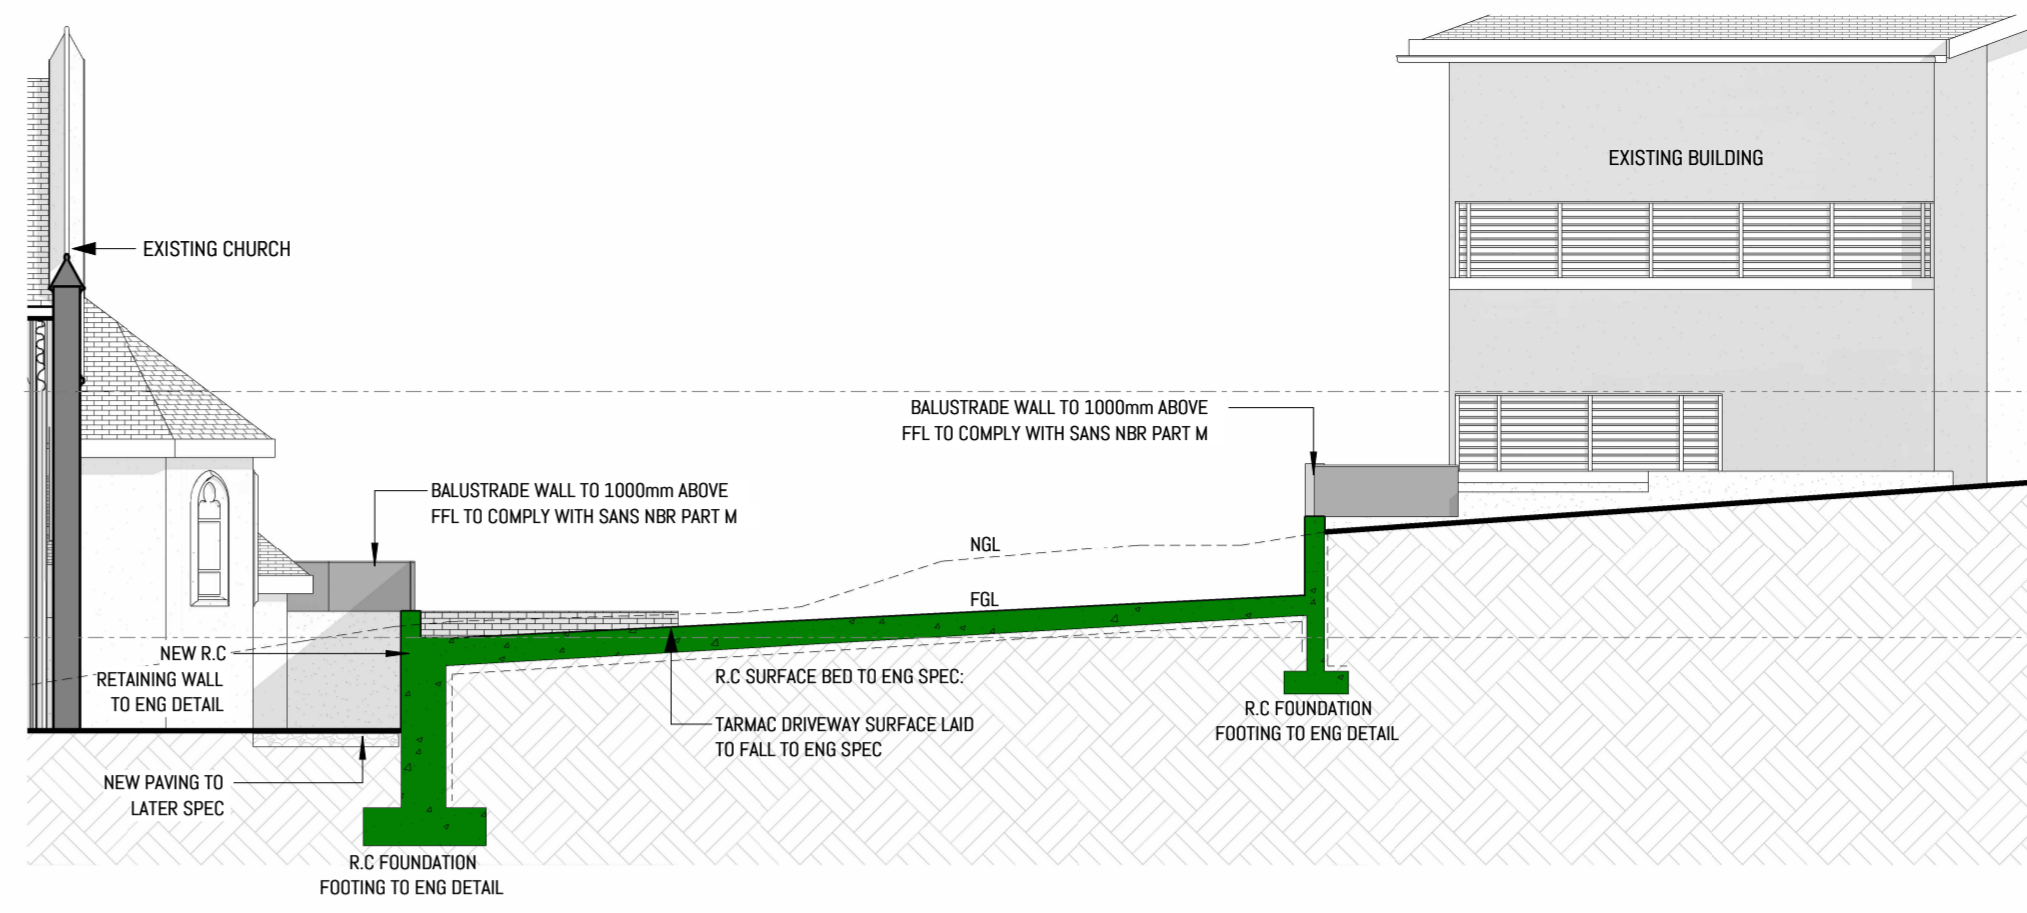 EXISTING BUILDING
EXISTING CHURCH
BALUSTRADE WALL TO 1000mm ABOVE
FFL TO COMPLY WITH SANS NBR PART M
BALUSTRADE WALL TO 1000mm ABOVE
FFL TO COMPLY WITH SANS NBR PART M
NGL
FGL
NEW R.C
RETAINING WALL
TO ENG DETAIL
R.C SURFACE BED TO ENG SPEC:
TARMAC DRIVEWAY SURFACE LAID
TO FALL TO ENG SPEC
R.C FOUNDATION
FOOTING TO ENG DETAIL
NEW PAVING TO
LATER SPEC
R.C FOUNDATION
FOOTING TO ENG DETAIL